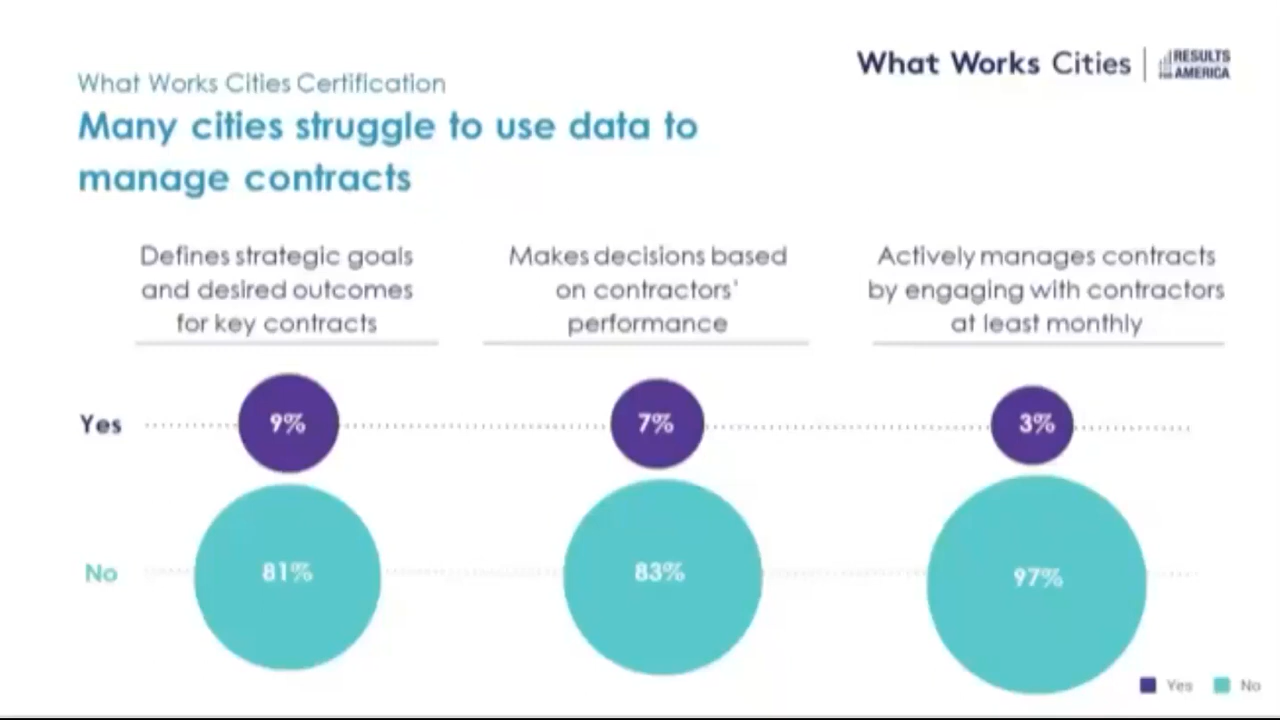 What Works Cities | RESULTS
AMERICA
What Works Cities Certification
Many cities struggle to use data to
manage contracts
Defines strategic goals
and desired outcomes
for key contracts
Makes decisions based
on contractors'
performance
Actively manages contracts
by engaging with contractors
at least monthly
Yes
9%
7%
3%
No
81%
83%
97%
Yes No